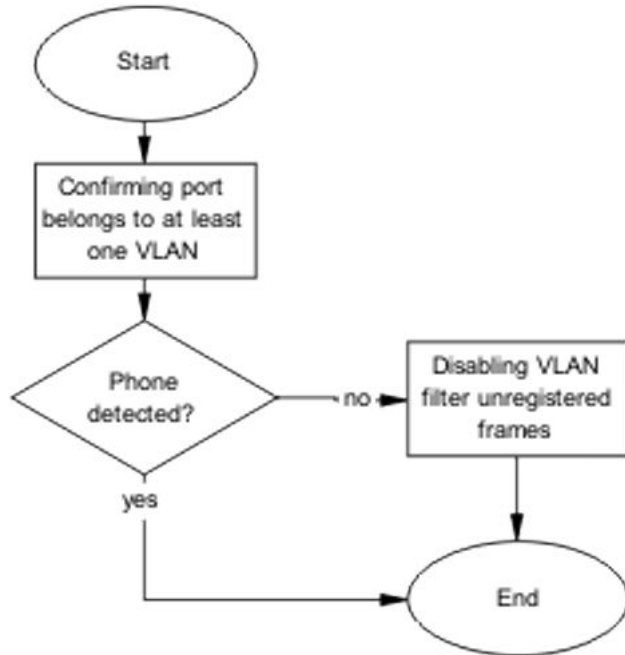 Start
Confirming port
belongs to at least
one VLAN
Phone
detected?
no
Disabling VLAN
filter unregistered
frames
yes
End